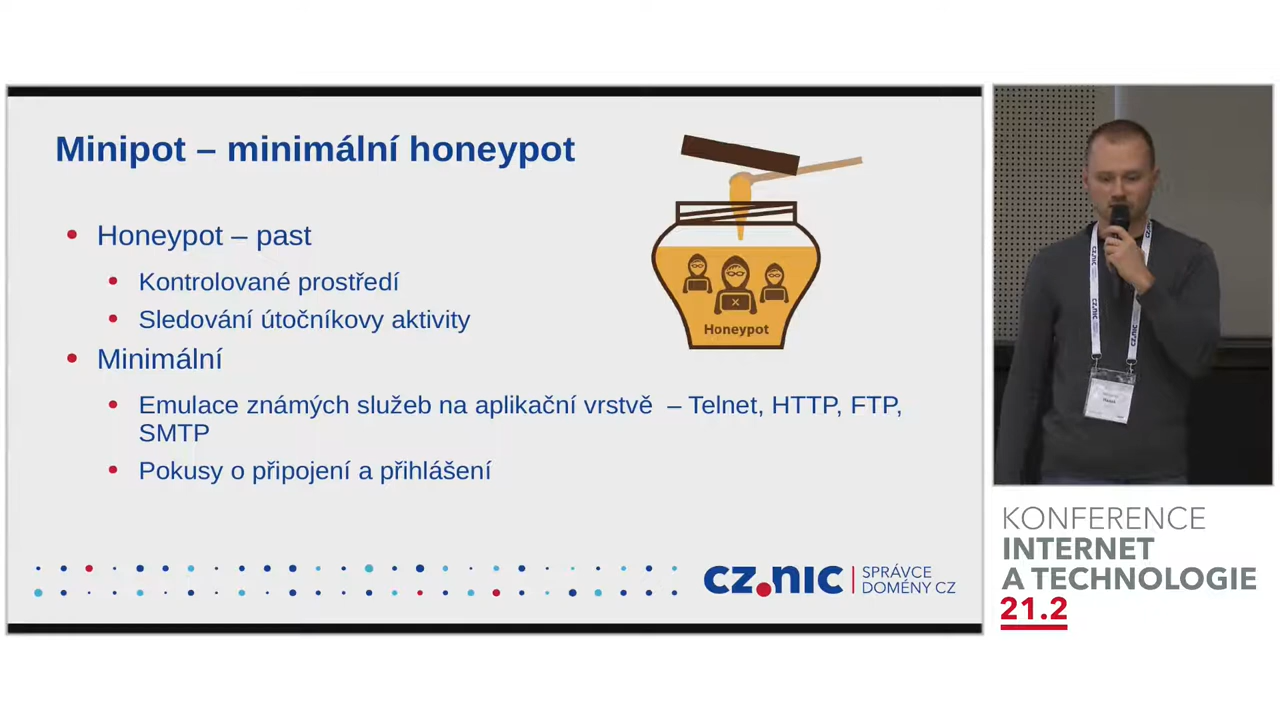 Minipot – minimální honeypot
Honeypot – past
Kontrolované prostředí
Sledování útočníkovy aktivity
Minimální
Emulace známých služeb na aplikační vrstvě – Telnet, HTTP, FTP,
SMTP
Pokusy o připojení a přihlášení
Honeypot
CZ.NIC
SPRÁVCE
DOMÉNY CZ
KONFERENCE
INTERNET
A TECHNOLOGIE
21.2